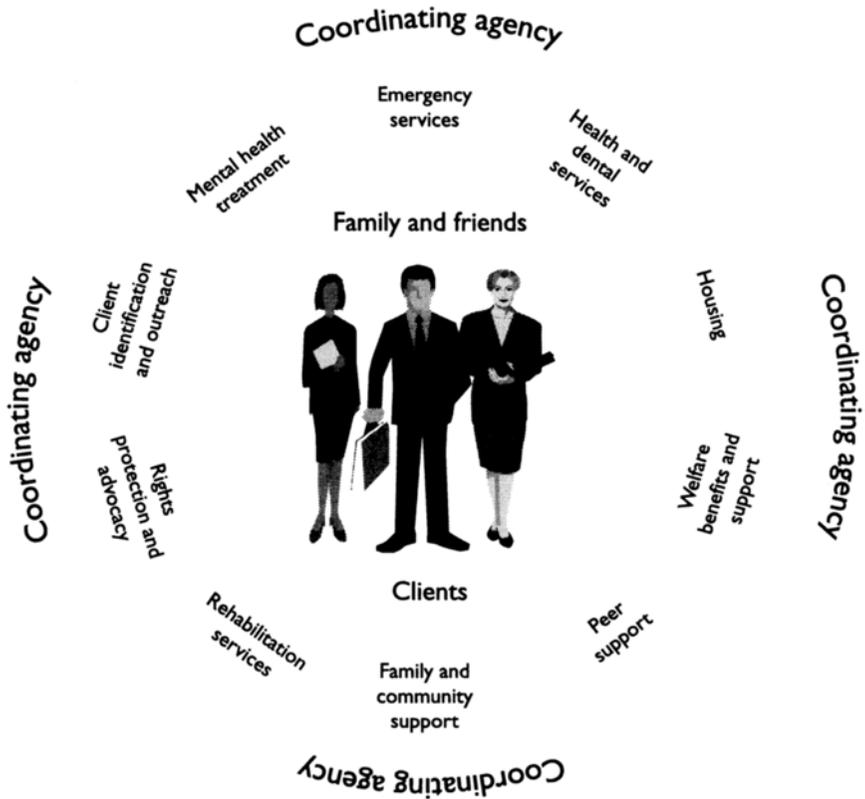 Coordinating agency
Emergency
services
Health and
dental
services
Mental health
treatment
Family and friends
Client
identification
and outreach
Housing
Coordinating agency
Coordinating agency
Rights
protection and
advocacy
Welfare
benefits and
support
Clients
Rehabilitation
services
Peer
support
Family and
community
support
Coordinating agency